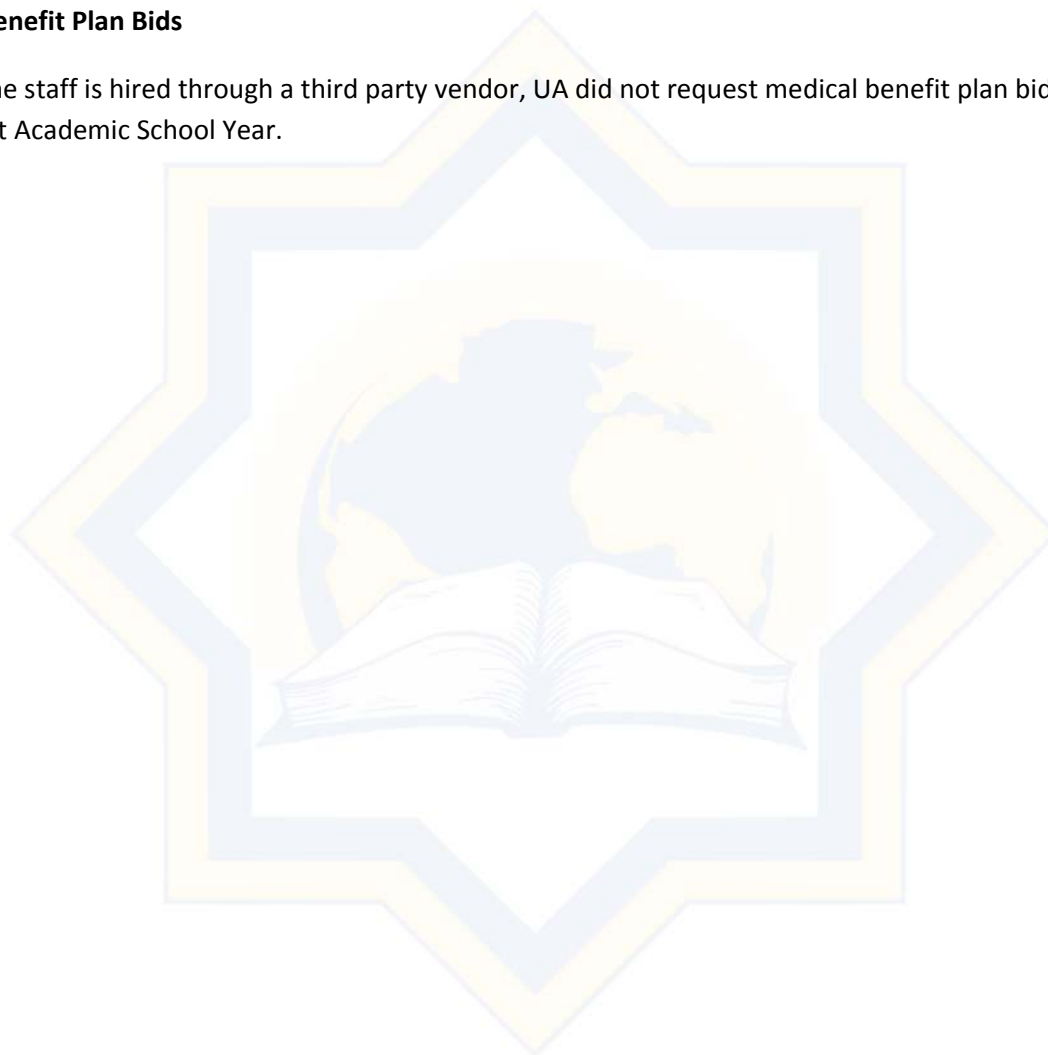 enefit Plan Bids
ne staff is hired through a third party vendor, UA did not request medical benefit plan bid
t Academic School Year.